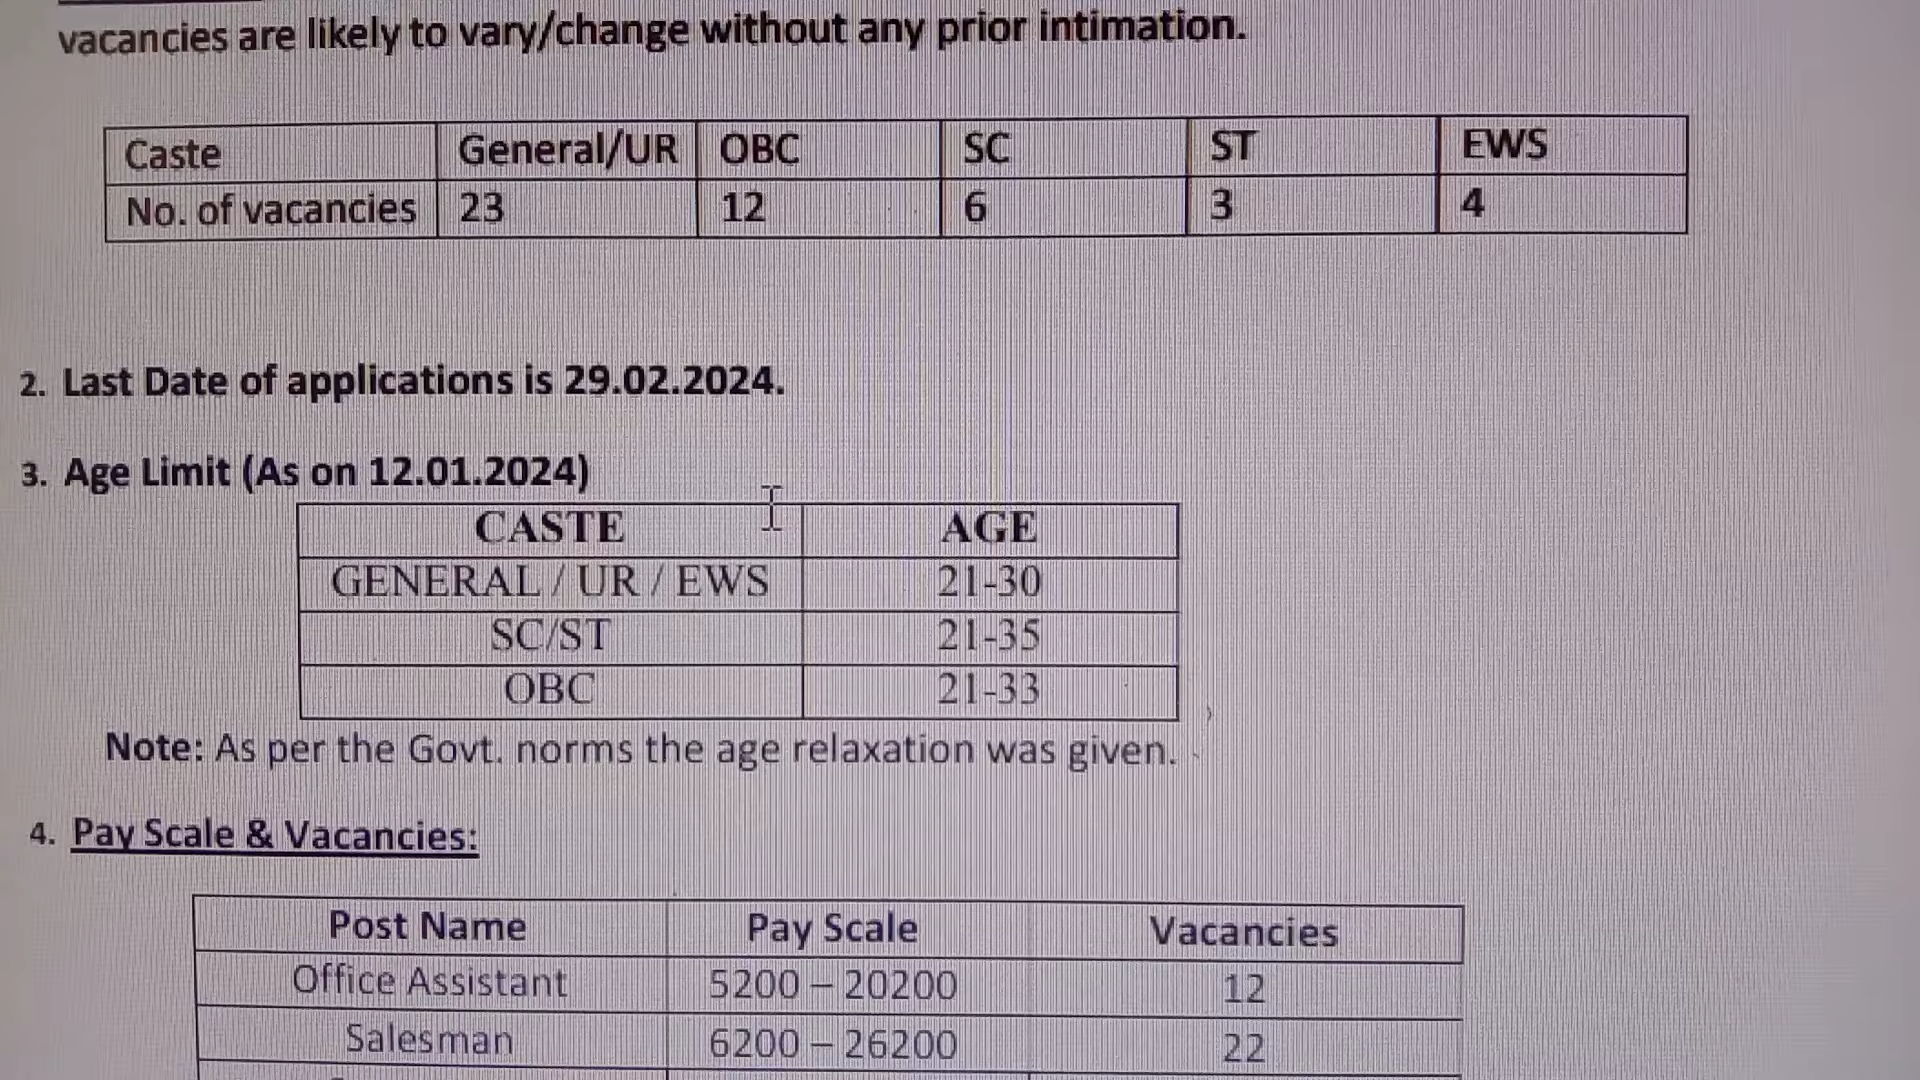 vacancies are likely to vary/change without any prior intimation.
Caste General/UR OBC SC ST EWS
No. of vacancies 23 12 6 3 4
2. Last Date of applications is 29.02.2024.
3. Age Limit (As on 12.01.2024)
CASTE AGE
GENERAL / UR / EWS 21-30
SC/ST 21-35
OBC 21-33
Note: As per the Govt. norms the age relaxation was given.
4. Pay Scale & Vacancies:
Post Name Pay Scale Vacancies
Office Assistant 5200 – 20200 12
Salesman 6200 – 26200 22